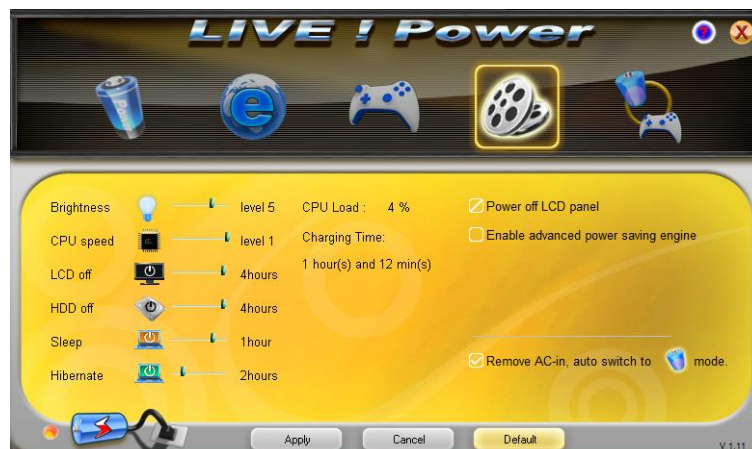 LIVE ! Power
?
X
Power
e
Brightness level 5
CPU speed level 1
LCD off 4hours
HDD off 4hours
Sleep 1hour
Hibernate 2hours
CPU Load : 4 %
Charging Time:
1 hour(s) and 12 min(s)
Power off LCD panel
Enable advanced power saving engine
Remove AC-in, auto switch to mode.
Apply
Cancel
Default
V 1.11